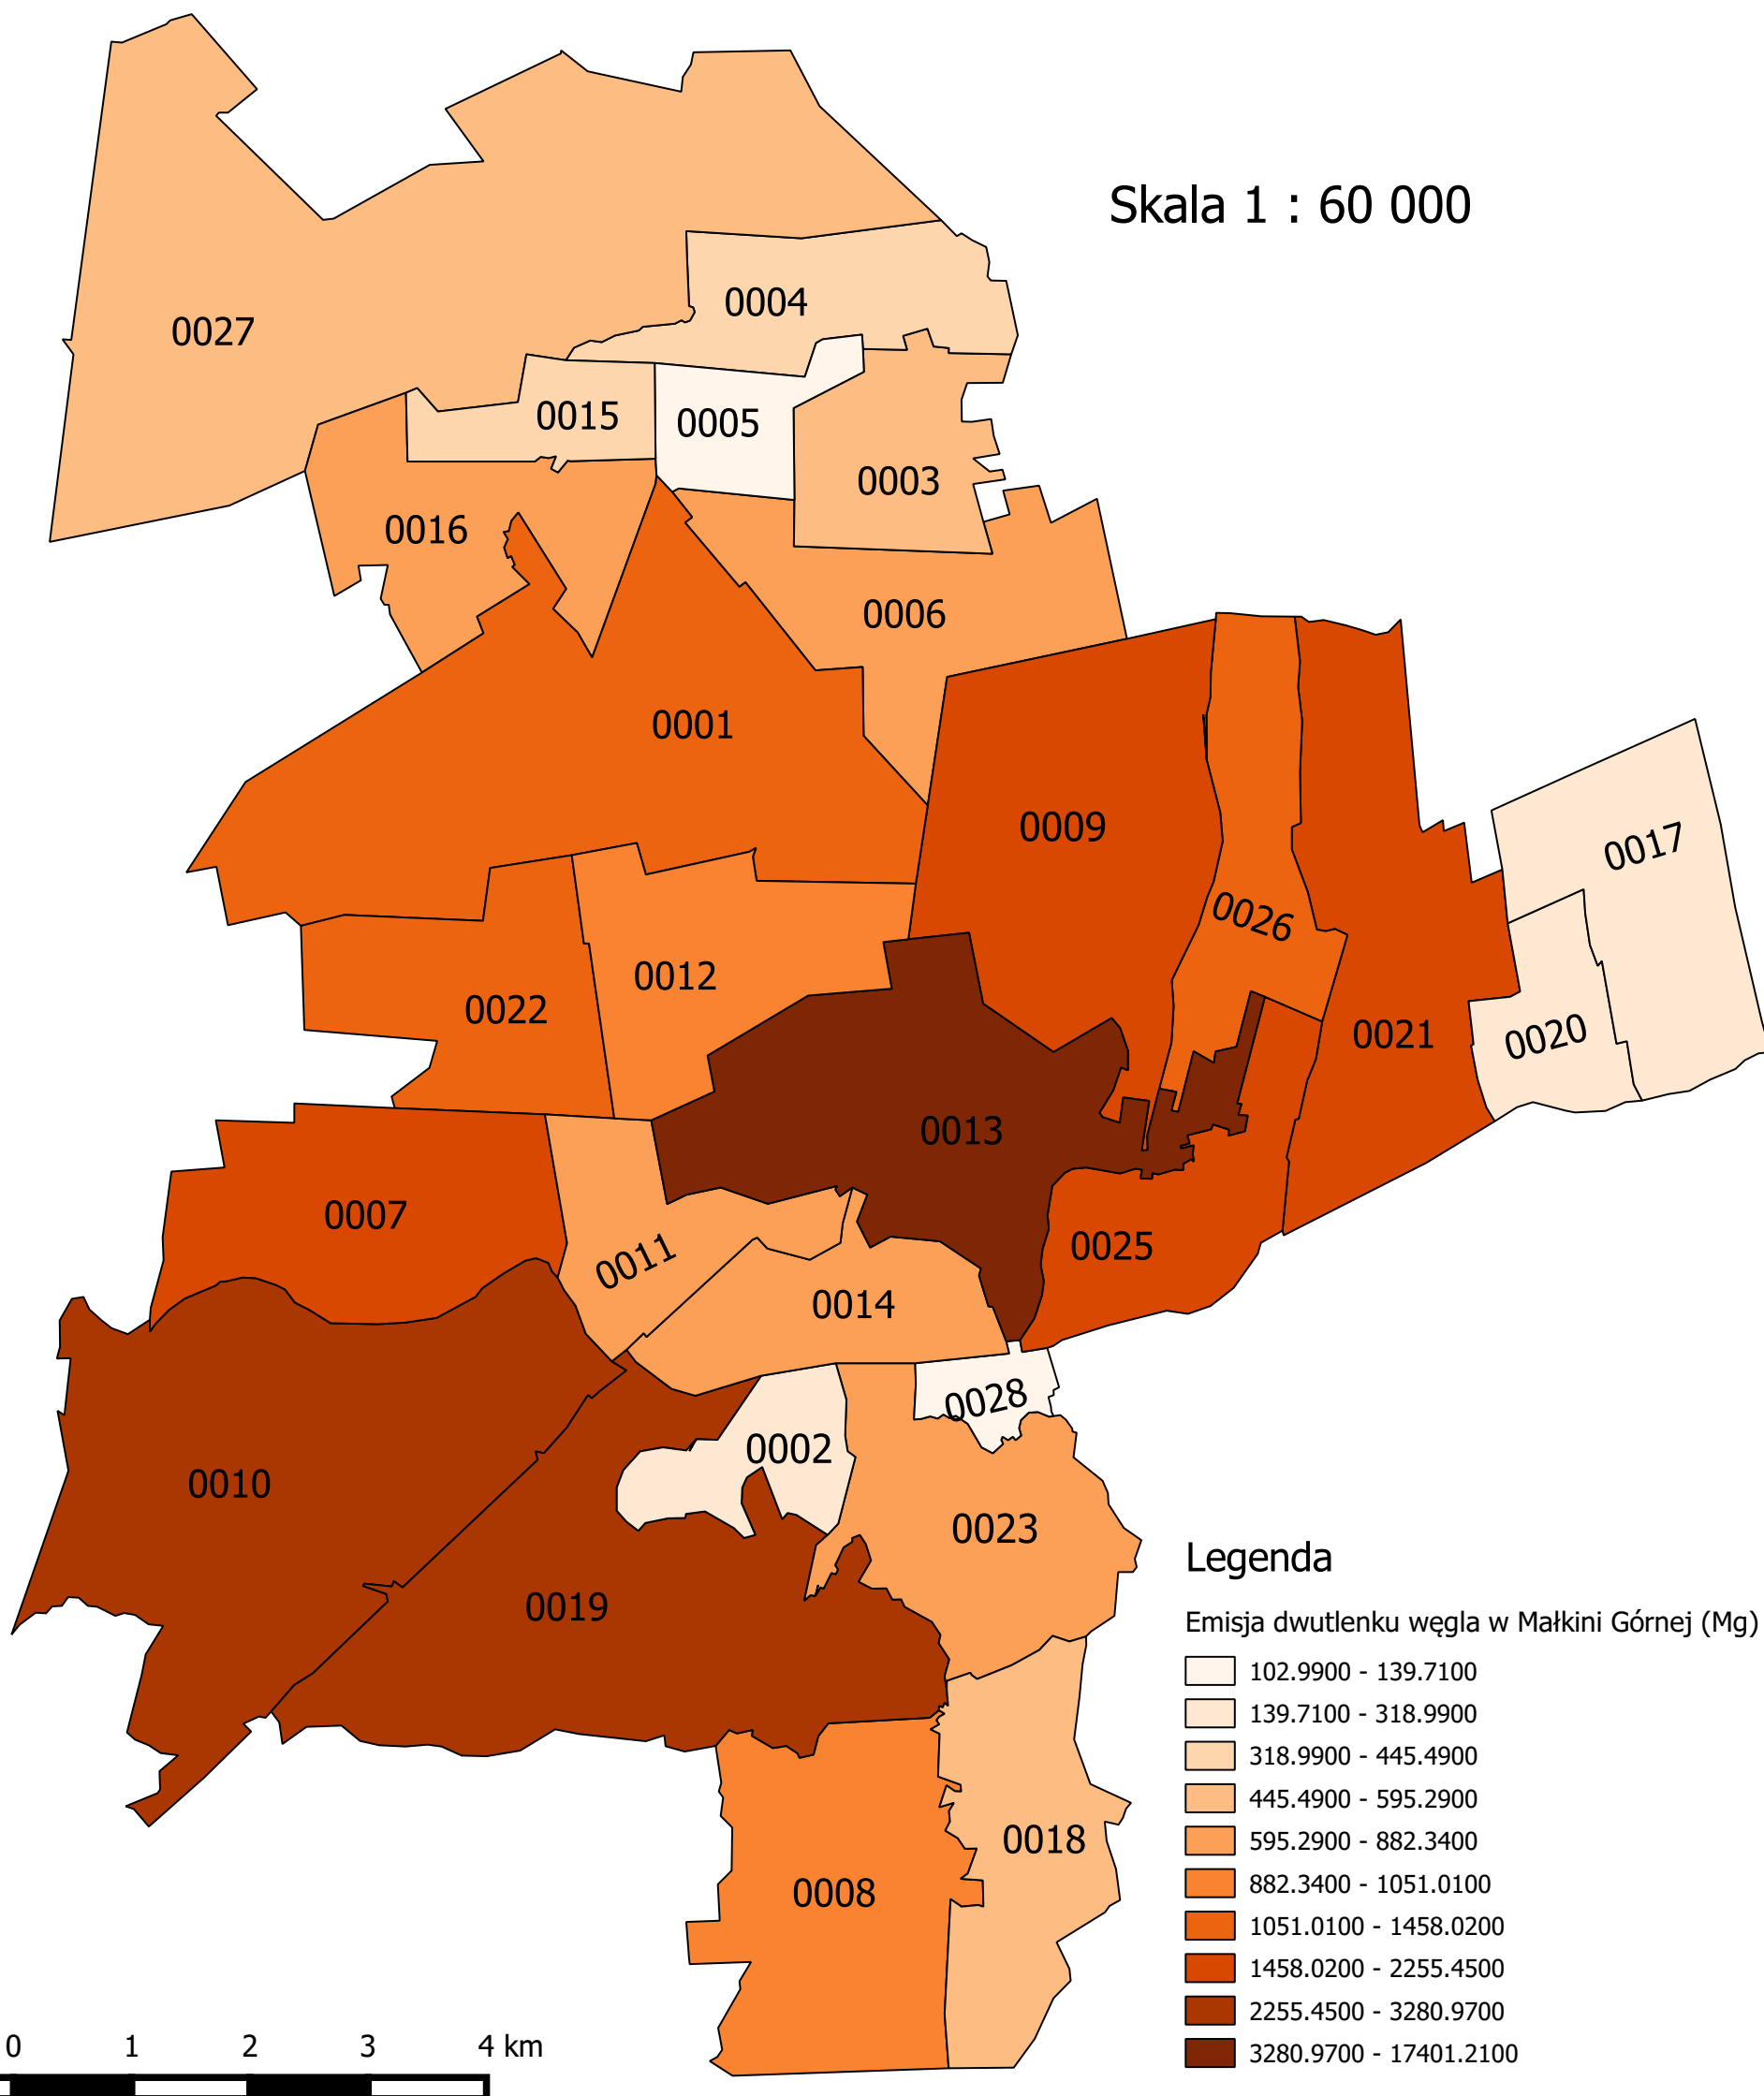 Skala 1 : 60 000
0004
0027
0015
0005
0003
0016
0006
0001
0009
0017
0026
0012
0022
0021
0020
0013
0007
0025
0011
0014
0028
0002
0010
0023
0019
0018
0008
Legenda
Emisja dwutlenku węgla w Małkini Górnej (Mg)
102.9900 - 139.7100
139.7100 - 318.9900
318.9900 - 445.4900
445.4900 - 595.2900
595.2900 - 882.3400
882.3400 - 1051.0100
1051.0100 - 1458.0200
1458.0200 - 2255.4500
2255.4500 - 3280.9700
3280.9700 - 17401.2100
0 1 2 3 4 km